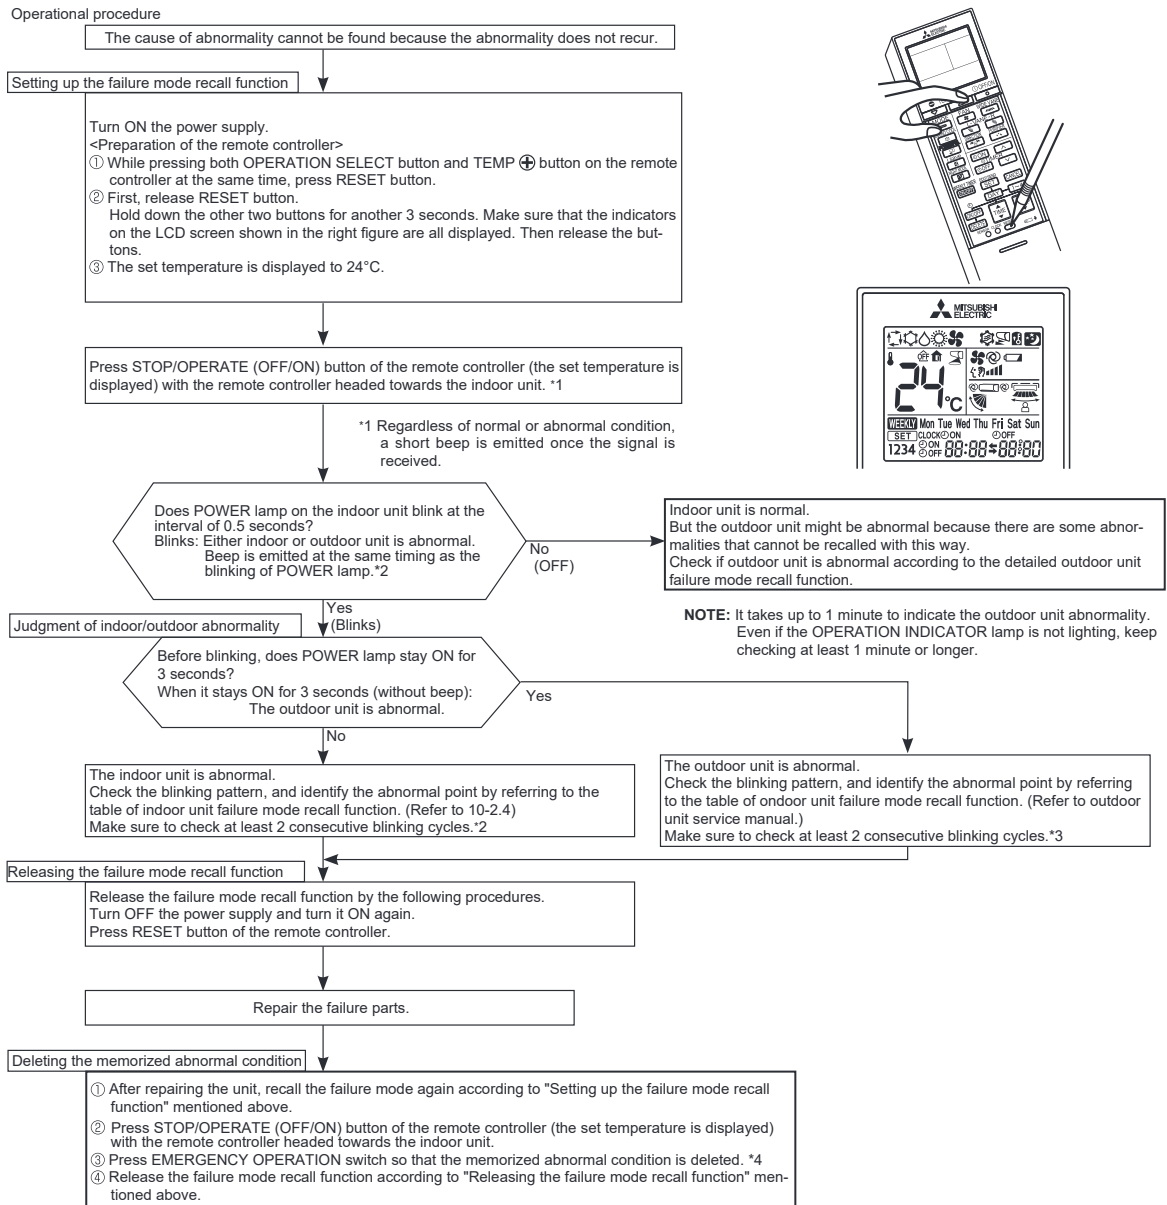 Operational procedure
The cause of abnormality cannot be found because the abnormality does not recur.
Setting up the failure mode recall function
Turn ON the power supply.
<Preparation of the remote controller>
① While pressing both OPERATION SELECT button and TEMP ⊕ button on the remote
controller at the same time, press RESET button.
② First, release RESET button.
Hold down the other two buttons for another 3 seconds. Make sure that the indicators
on the LCD screen shown in the right figure are all displayed. Then release the but-
tons.
③ The set temperature is displayed to 24°C.
MITSUBISHI
ELECTRIC
24°C
WEEKLY Mon Tue Wed Thu Fri Sat Sun
SET CLOCK ON OFF
1234 ON
OFF 88:88
Press STOP/OPERATE (OFF/ON) button of the remote controller (the set temperature is
displayed) with the remote controller headed towards the indoor unit. *1
*1 Regardless of normal or abnormal condition,
a short beep is emitted once the signal is
received.
Does POWER lamp on the indoor unit blink at the
interval of 0.5 seconds?
Blinks: Either indoor or outdoor unit is abnormal.
Beep is emitted at the same timing as the
blinking of POWER lamp.*2
No
(OFF)
Indoor unit is normal.
But the outdoor unit might be abnormal because there are some abnor-
malities that cannot be recalled with this way.
Check if outdoor unit is abnormal according to the detailed outdoor unit
failure mode recall function.
NOTE: It takes up to 1 minute to indicate the outdoor unit abnormality.
Even if the OPERATION INDICATOR lamp is not lighting, keep
checking at least 1 minute or longer.
Yes
(Blinks)
Judgment of indoor/outdoor abnormality
Before blinking, does POWER lamp stay ON for
3 seconds?
When it stays ON for 3 seconds (without beep):
The outdoor unit is abnormal.
Yes
No
The indoor unit is abnormal.
Check the blinking pattern, and identify the abnormal point by referring to the
table of indoor unit failure mode recall function. (Refer to 10-2.4)
Make sure to check at least 2 consecutive blinking cycles.*2
The outdoor unit is abnormal.
Check the blinking pattern, and identify the abnormal point by referring
to the table of ondoor unit failure mode recall function. (Refer to outdoor
unit service manual.)
Make sure to check at least 2 consecutive blinking cycles.*3
Releasing the failure mode recall function
Release the failure mode recall function by the following procedures.
Turn OFF the power supply and turn it ON again.
Press RESET button of the remote controller.
Repair the failure parts.
Deleting the memorized abnormal condition
① After repairing the unit, recall the failure mode again according to "Setting up the failure mode recall
function" mentioned above.
② Press STOP/OPERATE (OFF/ON) button of the remote controller (the set temperature is displayed)
with the remote controller headed towards the indoor unit.
③ Press EMERGENCY OPERATION switch so that the memorized abnormal condition is deleted. *4
④ Release the failure mode recall function according to "Releasing the failure mode recall function" men-
tioned above.